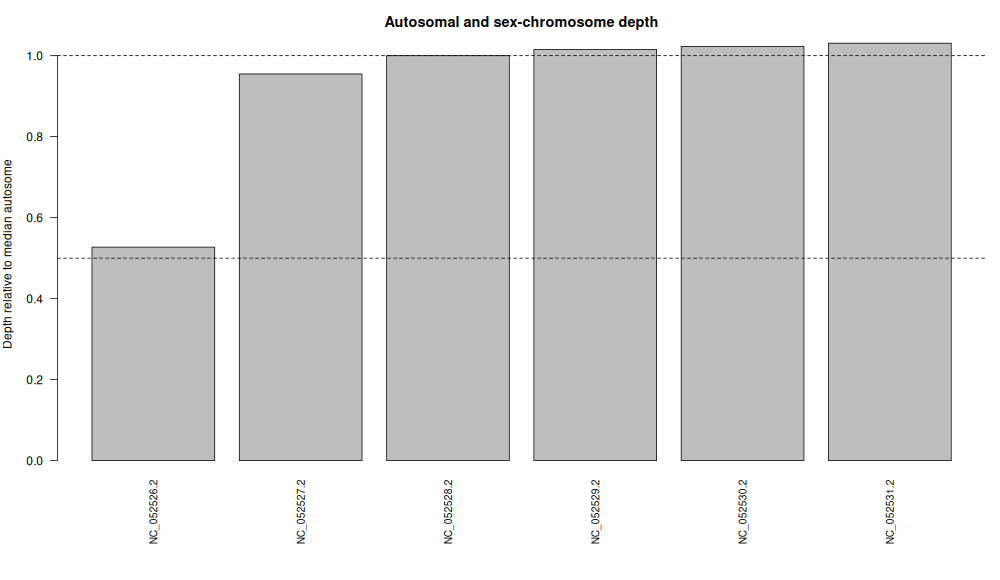 Autosomal and sex-chromosome depth
Depth relative to median autosome
1.0
0.8
0.6
0.4
0.2
0.0
NC_052526.2
NC_052527.2
NC_052528.2
NC_052529.2
NC_052530.2
NC_052531.2